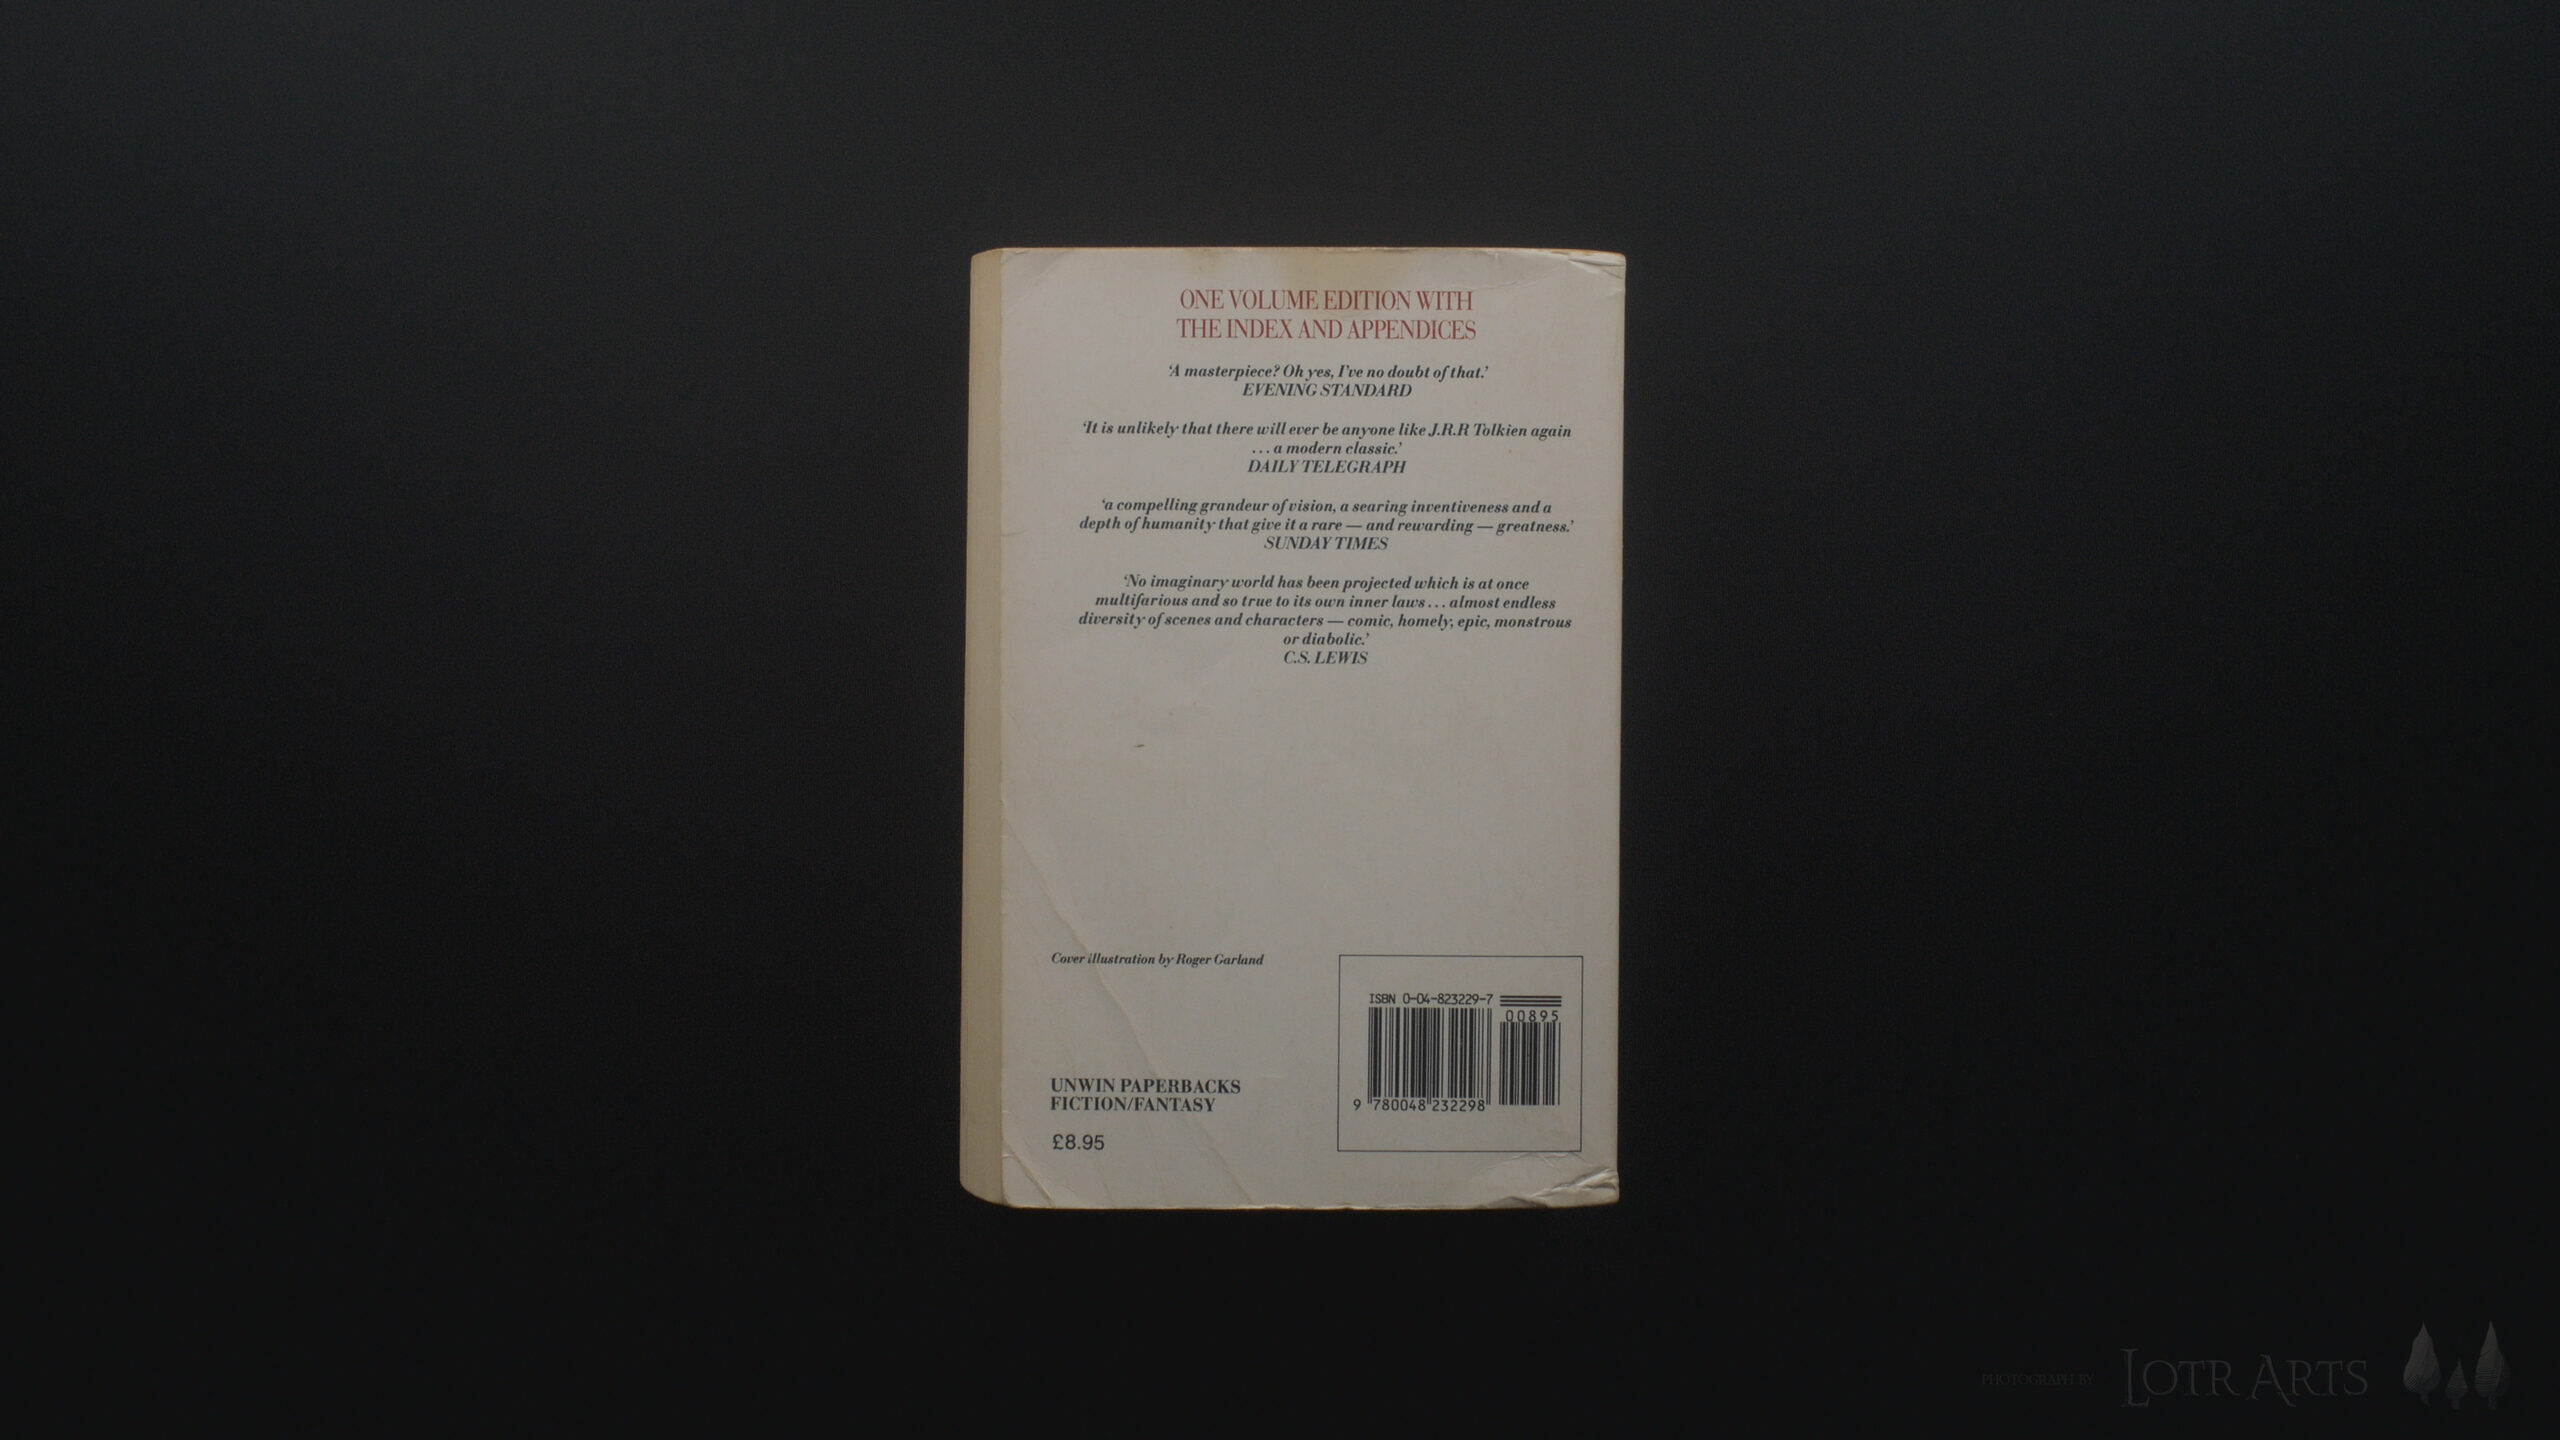 ONE VOLUME EDITION WITH
THE INDEX AND APPENDICES
‘A masterpiece? Oh yes, I’ve no doubt of that.’
EVENING STANDARD
‘It is unlikely that there will ever be anyone like J.R.R Tolkien again
... a modern classic.’
DAILY TELEGRAPH
‘a compelling grandeur of vision, a searing inventiveness and a
depth of humanity that give it a rare — and rewarding — greatness.’
SUNDAY TIMES
‘No imaginary world has been projected which is at once
multifarious and so true to its own inner laws... almost endless
diversity of scenes and characters — comic, homely, epic, monstrous
or diabolic.’
C.S. LEWIS
Cover illustration by Roger Garland
UNWIN PAPERBACKS
FICTION/FANTASY
£8.95
ISBN 0-04-823229-7
00895
9 780048 232298
PHOTOGRAPH BY LOTR ARTS